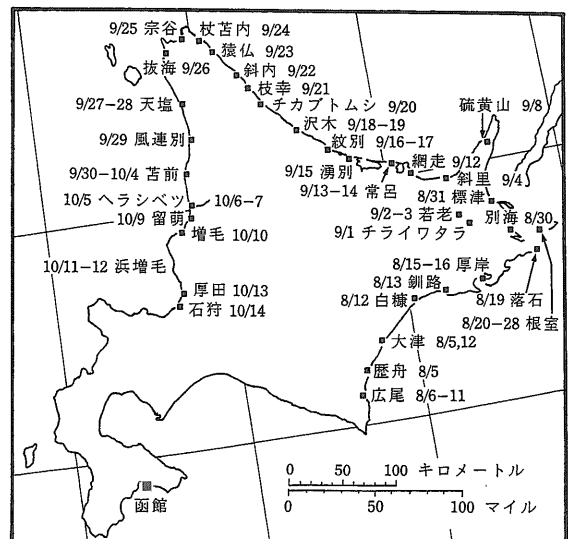 9/25 宗谷
杖苫内 9/24
猿仏 9/23
抜海 9/26
斜内 9/22
枝幸 9/21
9/27-28 天塩
チカブトムシ 9/20
硫黄山 9/8
沢木 9/18-19
9/29 風連別
紋別 9/16-17
網走 9/12
9/15 湧別
9/30-10/4 苫前
9/13-14 常呂
斜里 9/4
8/31 標津
10/5 ヘラシベツ
10/6-7
9/2-3 若老
別海 8/30
10/9 留萌
9/1 チライワタラ
増毛 10/10
10/11-12 浜増毛
8/15-16 厚岸
8/13 釧路
厚田 10/13
8/12 白糠
8/19 落石
石狩 10/14
8/20-28 根室
大津 8/5,12
歴舟 8/5
広尾 8/6-11
0 50 100 キロメートル
0 50 100 マイル
函館